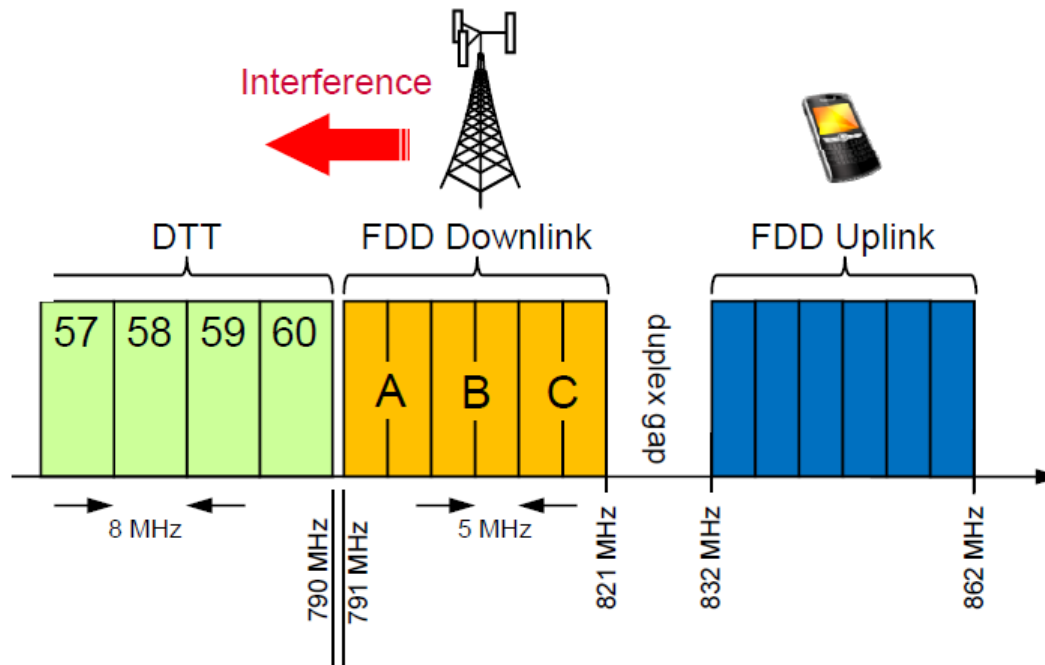 Interference
DTT
FDD Downlink
FDD Uplink
57
58
59
60
A
B
C
duplex gap
8 MHz
5 MHz
790 MHz
791 MHz
821 MHz
832 MHz
862 MHz